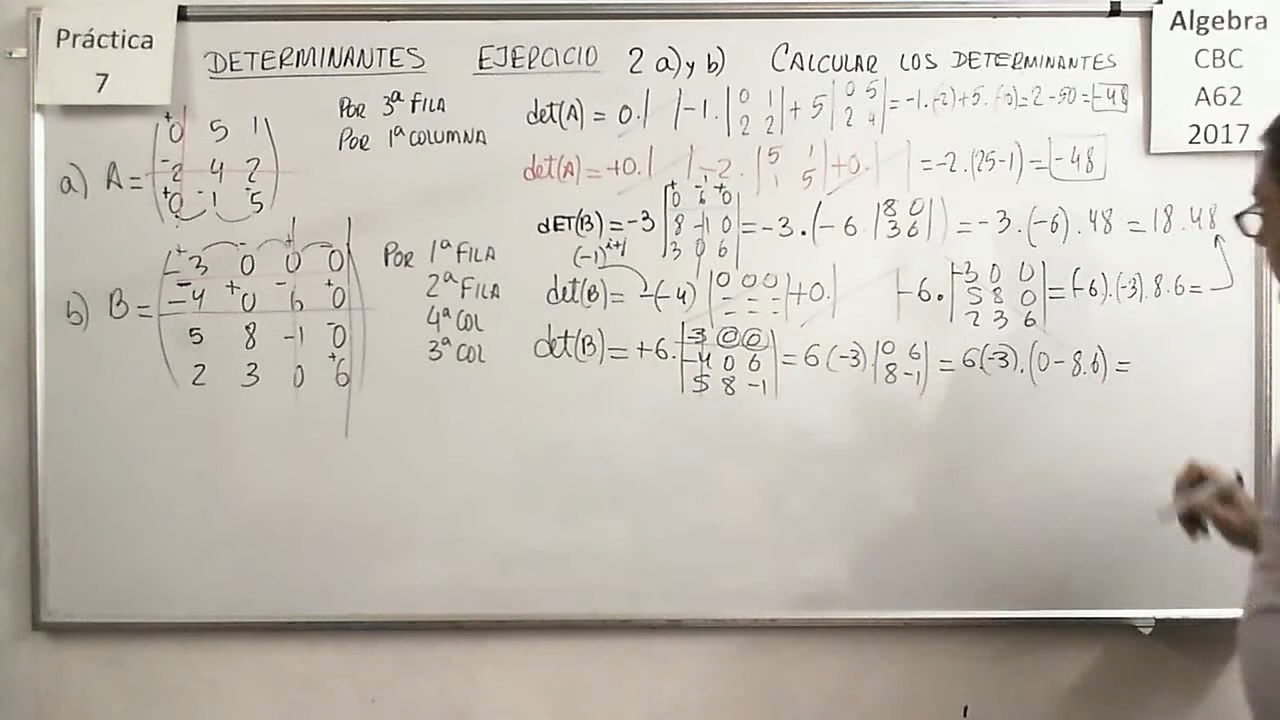 Práctica
7
Algebra
CBC
A62
2017
DETERMINANTES EJERCICIO 2 a) y b) CALCULAR LOS DETERMINANTES
a) A = (0 5 1
2 4 2
0 1 5)
POR 3ª FILA
POR 1ª COLUMNA
det(A) = 0.| |-1.|0 1 / 2 2| + 5|0 5 / 2 4| = -1.(-2)+5.(-10)=2-50=-48
det(A) = +0.| |-2.|5 1 / 1 5|+0.| | = -2.(25-1) = -48
b) B = (-3 0 0 0
-4 0 6 0
5 8 -1 0
2 3 0 6)
POR 1ª FILA
2ª FILA
4ª COL
3ª COL
DET(B) = -3 |0 6 0 / 8 -1 0 / 3 0 6| = -3.(-6.|8 0 / 3 6|) = -3.(-6).48 = 18.48
(-1)^i+j
det(B) = -(-4) |0 0 0 / - - - / - - -|+0.| | -6.|-3 0 0 / 5 8 0 / 2 3 6| = (-6).(-3).8.6 =
det(B) = +6.|-3 0 0 / -4 0 6 / 5 8 -1| = 6(-3).|0 6 / 8 -1| = 6.(-3).(0-8.6) =